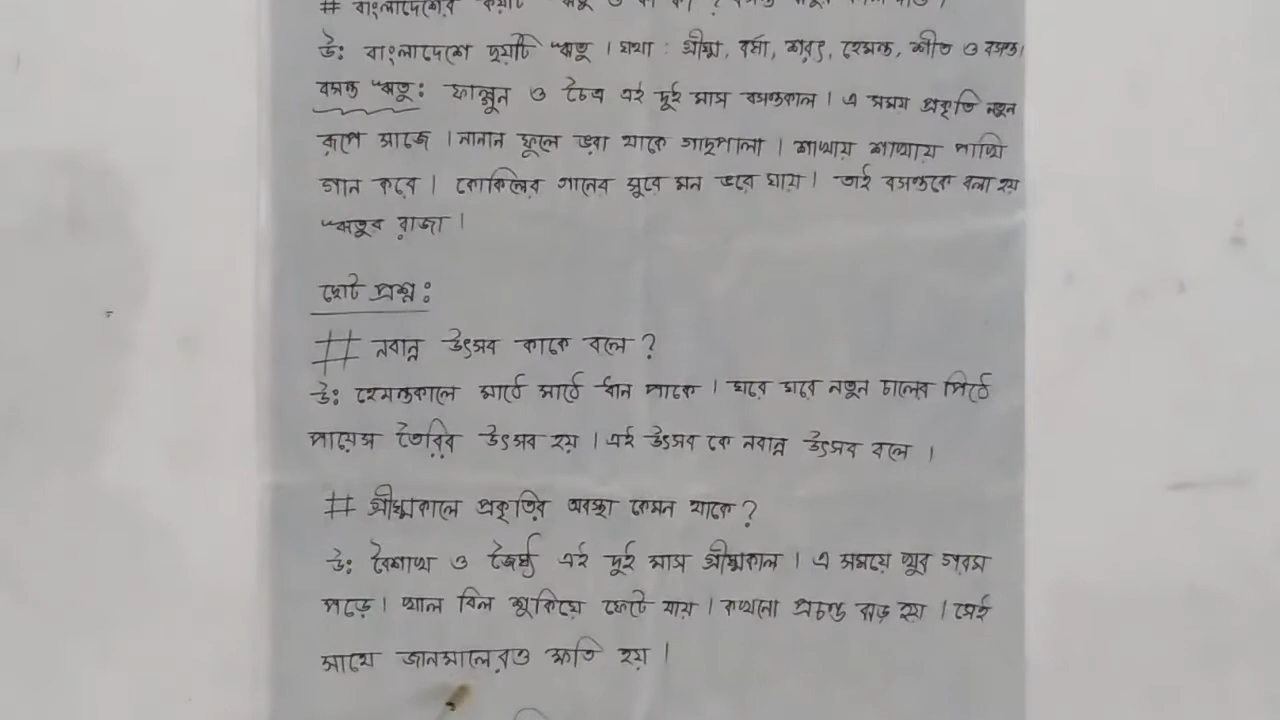 # বাংলাদেশের কয়টি ঋতু ও কী কী ?
উঃ বাংলাদেশে ছয়টি ঋতু । যথা : গ্রীষ্ম, বর্ষা, শরৎ, হেমন্ত, শীত ও বসন্ত।
বসন্ত ঋতু : ফাল্গুন ও চৈত্র এই দুই মাস বসন্তকাল । এ সময় প্রকৃতি নতুন
রূপে সাজে । নানান ফুলে ভরা থাকে গাছপালা । শাখায় শাখায় পাখি
গান করে । কোকিলের গানের সুরে মন ভরে যায় । তাই বসন্তকে বলা হয়
ঋতুর রাজা ।
ছোট প্রশ্ন :
# নবান্ন উৎসব কাকে বলে ?
উঃ হেমন্তকালে মাঠে মাঠে ধান পাকে । ঘরে ঘরে নতুন চালের পিঠে
পায়েস তৈরির উৎসব হয় । এই উৎসব কে নবান্ন উৎসব বলে ।
# গ্রীষ্মকালে প্রকৃতির অবস্থা কেমন থাকে ?
উঃ বৈশাখ ও জৈষ্ঠ্য এই দুই মাস গ্রীষ্মকাল । এ সময়ে খুব গরম
পড়ে । খাল বিল শুকিয়ে ফেটে যায় । কখনো প্রচন্ড ঝড় হয় । সেই
সাথে জানমালেরও ক্ষতি হয় ।